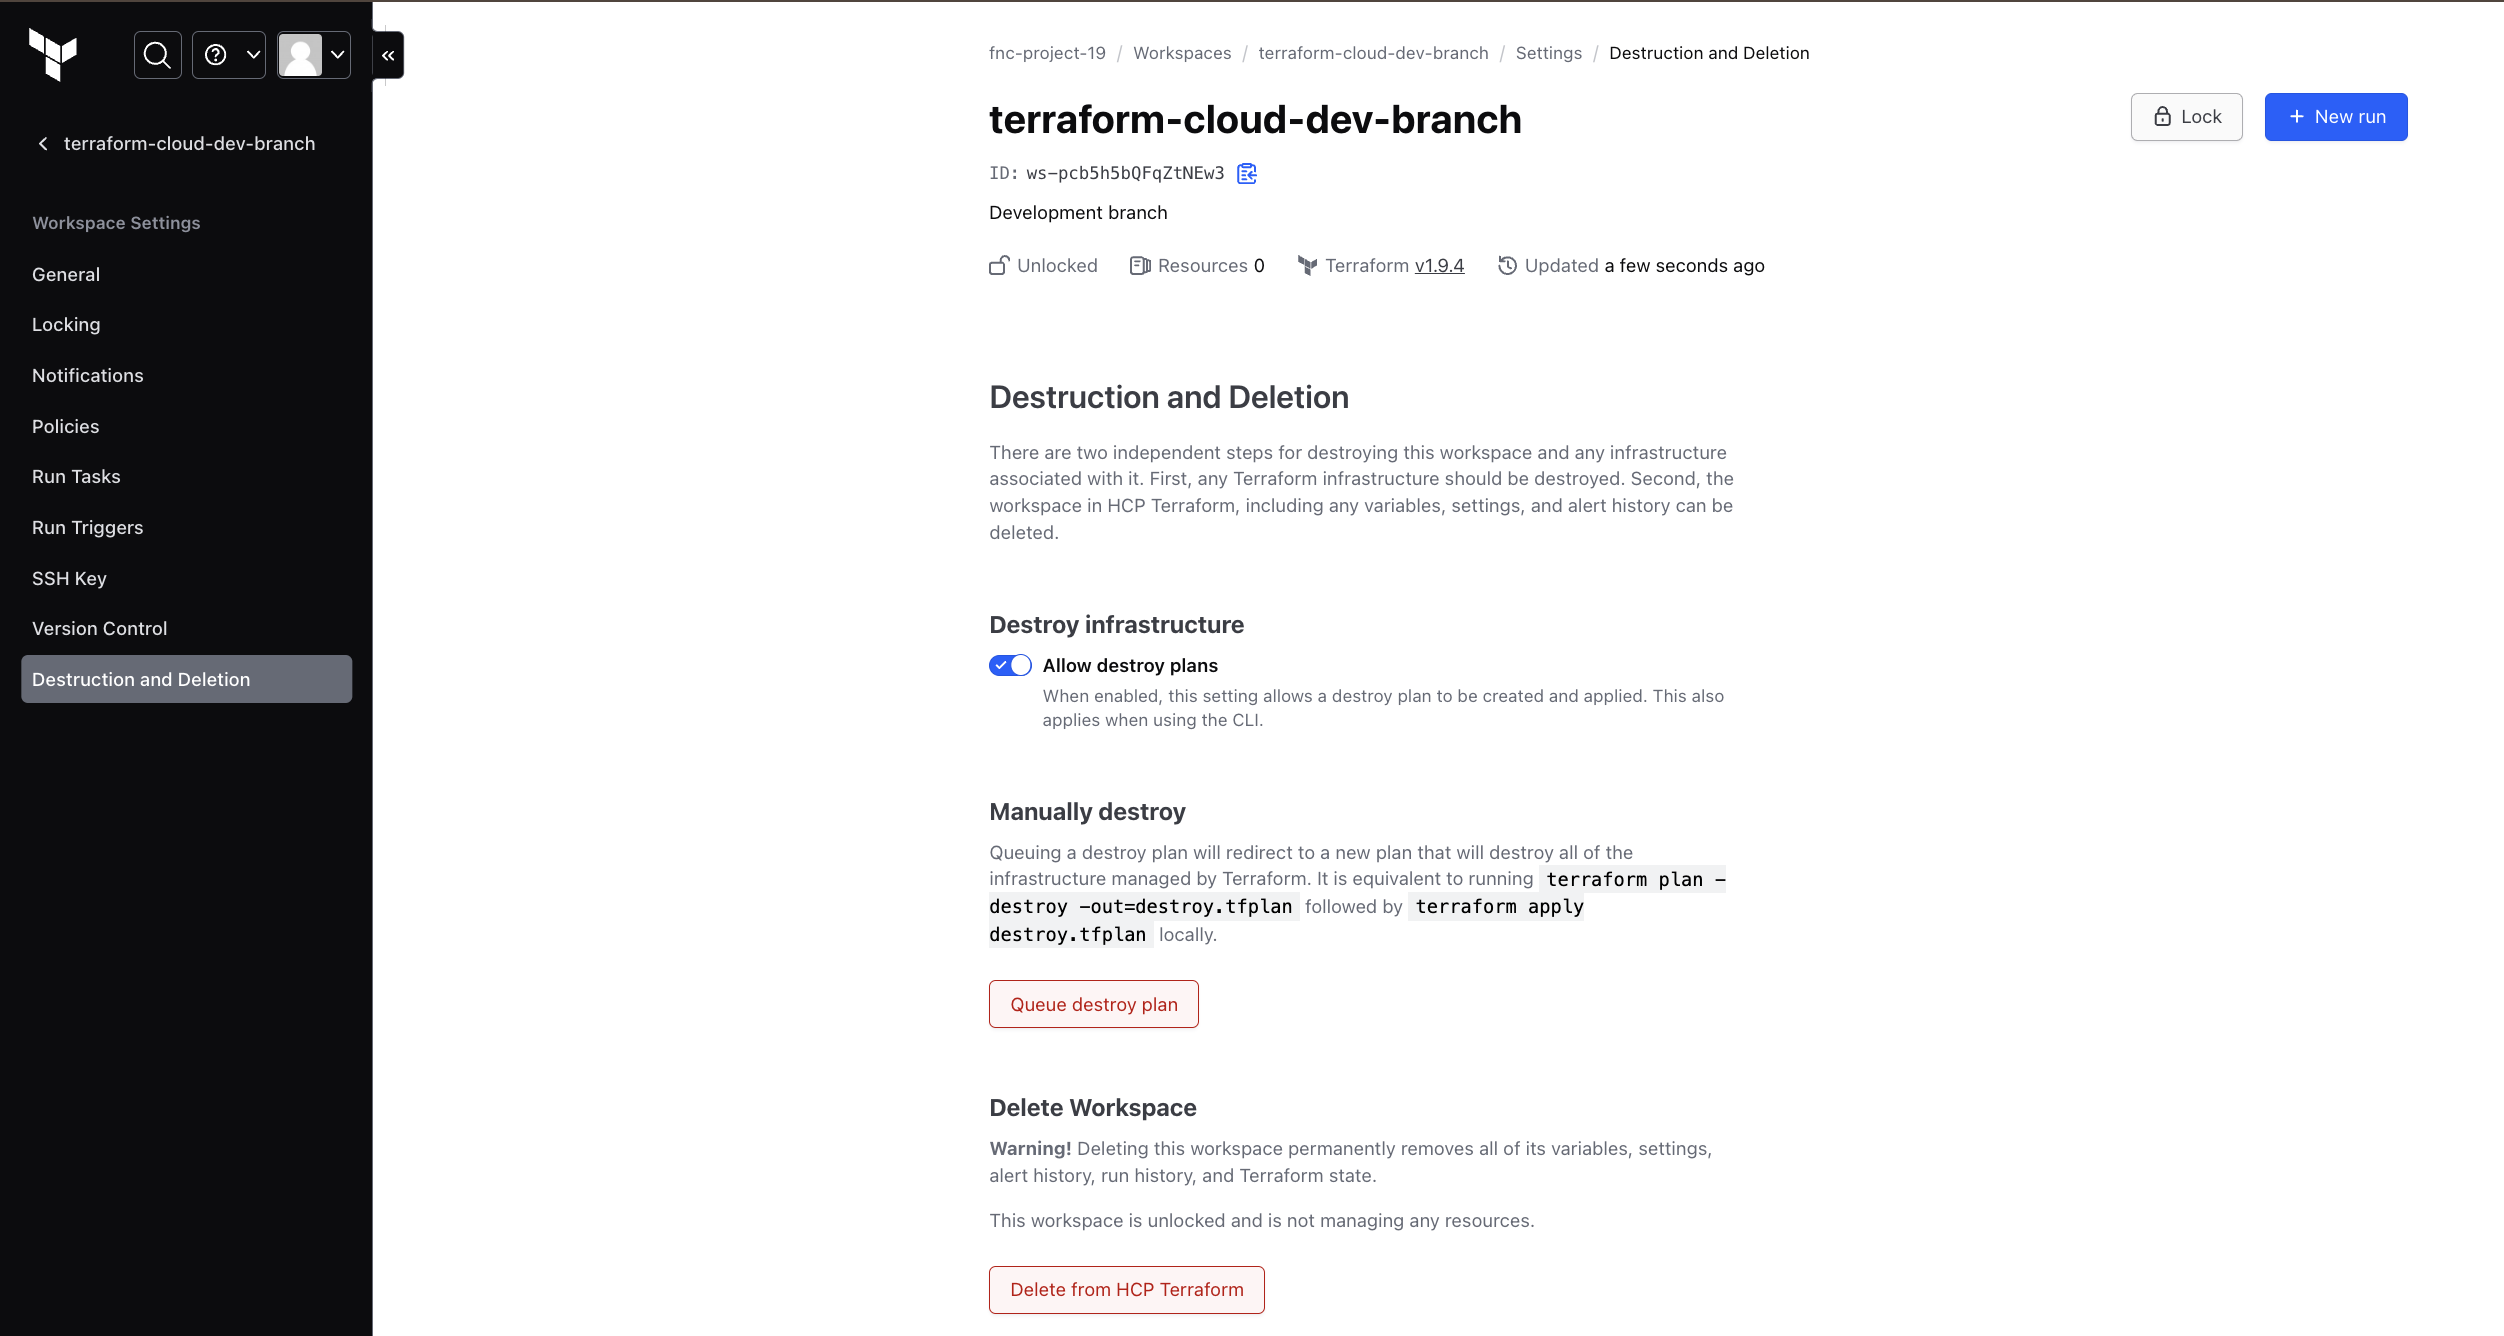 terraform-cloud-dev-branch
Workspace Settings
General
Locking
Notifications
Policies
Run Tasks
Run Triggers
SSH Key
Version Control
Destruction and Deletion
fnc-project-19 / Workspaces / terraform-cloud-dev-branch / Settings / Destruction and Deletion
terraform-cloud-dev-branch
Lock
+ New run
ID: ws-pcb5h5bQFqZtNEw3
Development branch
Unlocked Resources 0 Terraform v1.9.4 Updated a few seconds ago
Destruction and Deletion
There are two independent steps for destroying this workspace and any infrastructure
associated with it. First, any Terraform infrastructure should be destroyed. Second, the
workspace in HCP Terraform, including any variables, settings, and alert history can be
deleted.
Destroy infrastructure
Allow destroy plans
When enabled, this setting allows a destroy plan to be created and applied. This also
applies when using the CLI.
Manually destroy
Queuing a destroy plan will redirect to a new plan that will destroy all of the
infrastructure managed by Terraform. It is equivalent to running terraform plan -
destroy -out=destroy.tfplan followed by terraform apply
destroy.tfplan locally.
Queue destroy plan
Delete Workspace
Warning! Deleting this workspace permanently removes all of its variables, settings,
alert history, run history, and Terraform state.
This workspace is unlocked and is not managing any resources.
Delete from HCP Terraform